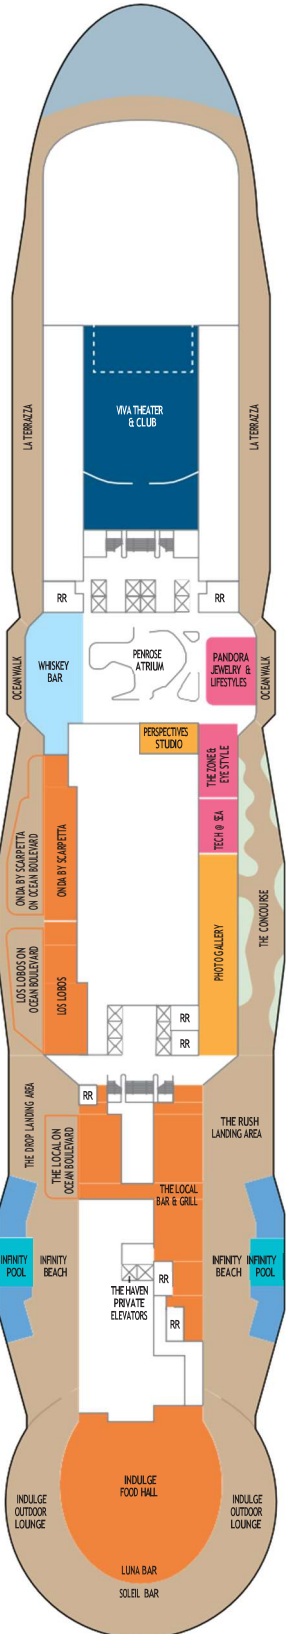 VIVA THEATER
& CLUB
LA TERRAZZA
LA TERRAZZA
RR
RR
OCEANWALK
WHISKEY
BAR
PENROSE
ATRIUM
PANDORA
JEWELRY &
LIFESTYLES
OCEANWALK
PERSPECTIVES
STUDIO
THE ZONE &
EYE STYLE
TECH @ SEA
ONDA BY SCARPETTA
ON OCEAN BOULEVARD
ONDA BY SCARPETTA
THE CONCOURSE
PHOTO GALLERY
LOS LOBOS ON
OCEAN BOULEVARD
LOS LOBOS
RR
RR
RR
THE DROP LANDING AREA
THE LOCAL ON
OCEAN BOULEVARD
THE RUSH
LANDING AREA
THE LOCAL
BAR & GRILL
INFINITY
POOL
INFINITY
BEACH
INFINITY
BEACH
INFINITY
POOL
RR
THE HAVEN
PRIVATE
ELEVATORS
RR
INDULGE
FOOD HALL
INDULGE
OUTDOOR
LOUNGE
INDULGE
OUTDOOR
LOUNGE
LUNA BAR
SOLEIL BAR